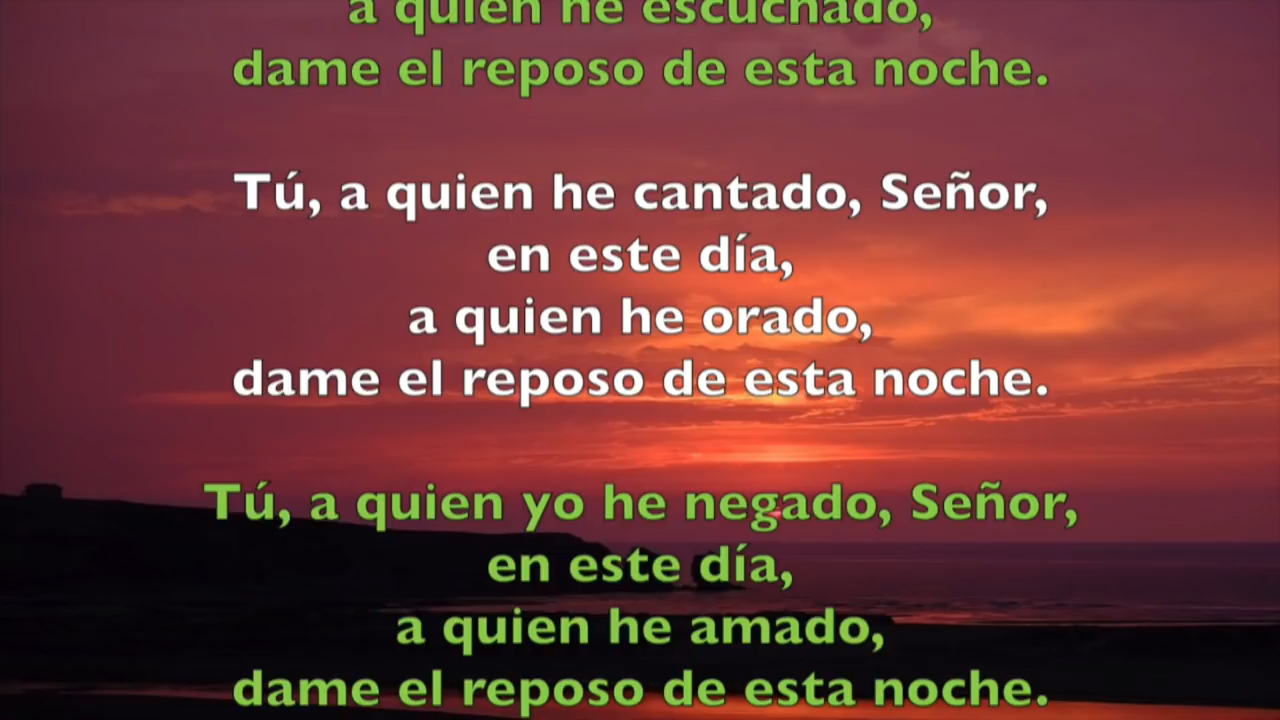 a quien he escuchado,
dame el reposo de esta noche.
Tú, a quien he cantado, Señor,
en este día,
a quien he orado,
dame el reposo de esta noche.
Tú, a quien yo he negado, Señor,
en este día,
a quien he amado,
dame el reposo de esta noche.